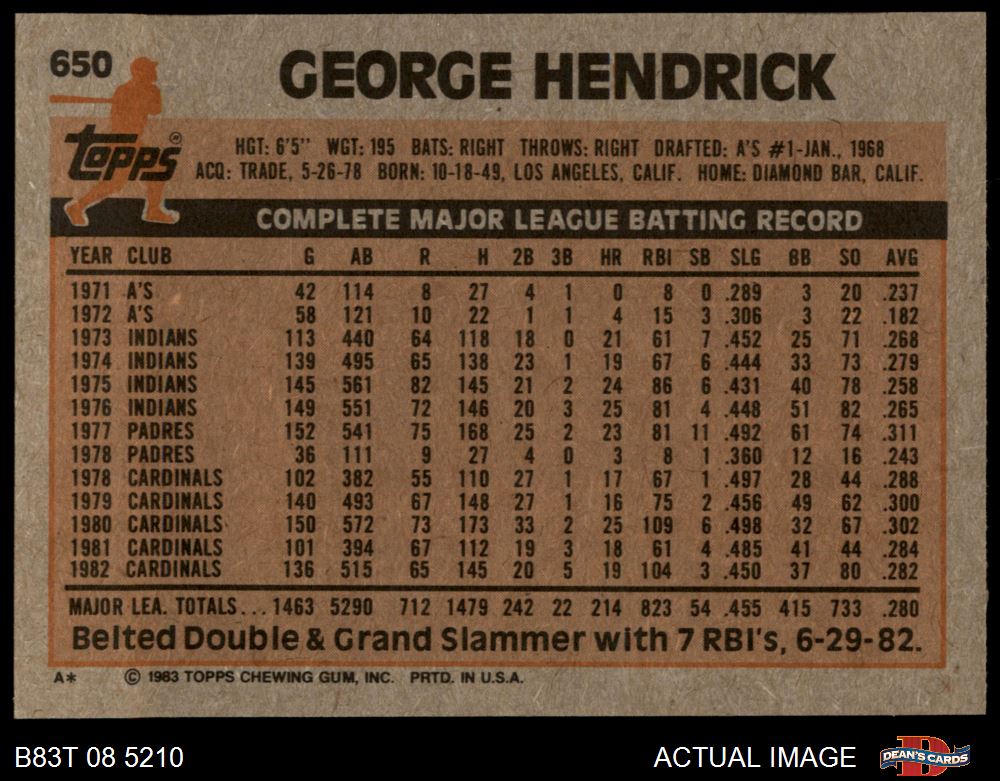 650
GEORGE HENDRICK
topps®
HGT: 6'5" WGT: 195 BATS: RIGHT THROWS: RIGHT DRAFTED: A'S #1-JAN., 1968
ACQ: TRADE, 5-26-78 BORN: 10-18-49, LOS ANGELES, CALIF. HOME: DIAMOND BAR, CALIF.
COMPLETE MAJOR LEAGUE BATTING RECORD
YEAR CLUB G AB R H 2B 3B HR RBI SB SLG BB SO AVG
1971 A'S 42 114 8 27 4 1 0 8 0 .289 3 20 .237
1972 A'S 58 121 10 22 1 1 4 15 3 .306 3 22 .182
1973 INDIANS 113 440 64 118 18 0 21 61 7 .452 25 71 .268
1974 INDIANS 139 495 65 138 23 1 19 67 6 .444 33 73 .279
1975 INDIANS 145 561 82 145 21 2 24 86 6 .431 40 78 .258
1976 INDIANS 149 551 72 146 20 3 25 81 4 .448 51 82 .265
1977 PADRES 152 541 75 168 25 2 23 81 11 .492 61 74 .311
1978 PADRES 36 111 9 27 4 0 3 8 1 .360 12 16 .243
1978 CARDINALS 102 382 55 110 27 1 17 67 1 .497 28 44 .288
1979 CARDINALS 140 493 67 148 27 1 16 75 2 .456 49 62 .300
1980 CARDINALS 150 572 73 173 33 2 25 109 6 .498 32 67 .302
1981 CARDINALS 101 394 67 112 19 3 18 61 4 .485 41 44 .284
1982 CARDINALS 136 515 65 145 20 5 19 104 3 .450 37 80 .282
MAJOR LEA. TOTALS... 1463 5290 712 1479 242 22 214 823 54 .455 415 733 .280
Belted Double & Grand Slammer with 7 RBI's, 6-29-82.
A* © 1983 TOPPS CHEWING GUM, INC. PRTD. IN U.S.A.
B83T 08 5210 ACTUAL IMAGE DEAN'S CARDS